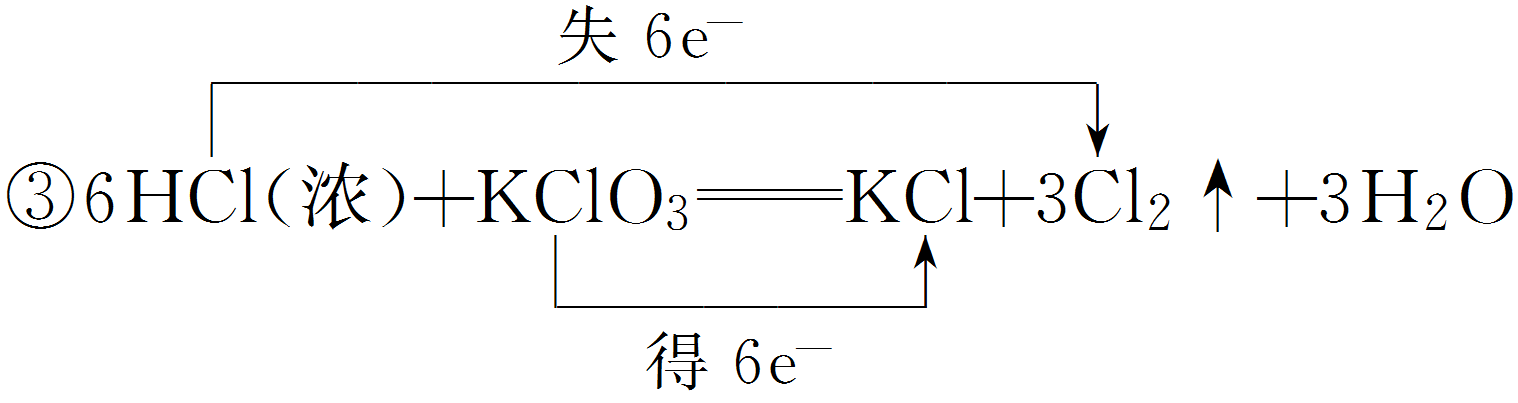 失 6e⁻
③6HCl(浓)+KClO₃══KCl+3Cl₂↑+3H₂O
得 6e⁻